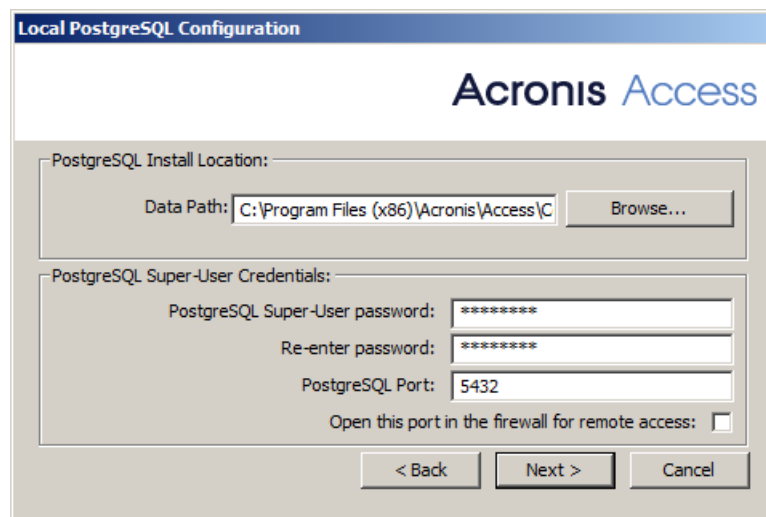 Local PostgreSQL Configuration
Acronis Access
PostgreSQL Install Location:
Data Path: C:\Program Files (x86)\Acronis\Access\C Browse...
PostgreSQL Super-User Credentials:
PostgreSQL Super-User password: ********
Re-enter password: ********
PostgreSQL Port: 5432
Open this port in the firewall for remote access:
< Back Next > Cancel